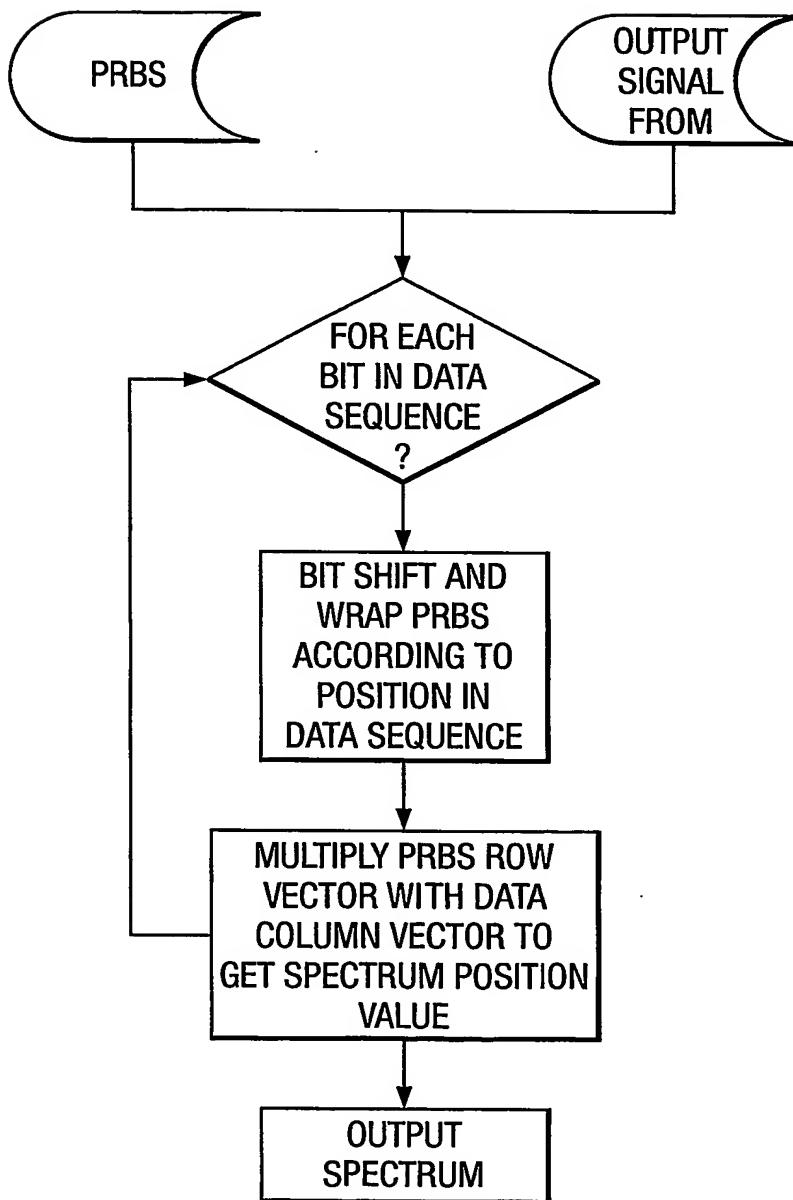 PRBS
OUTPUT
SIGNAL
FROM
FOR EACH
BIT IN DATA
SEQUENCE
?
BIT SHIFT AND
WRAP PRBS
ACCORDING TO
POSITION IN
DATA SEQUENCE
MULTIPLY PRBS ROW
VECTOR WITH DATA
COLUMN VECTOR TO
GET SPECTRUM POSITION
VALUE
OUTPUT
SPECTRUM